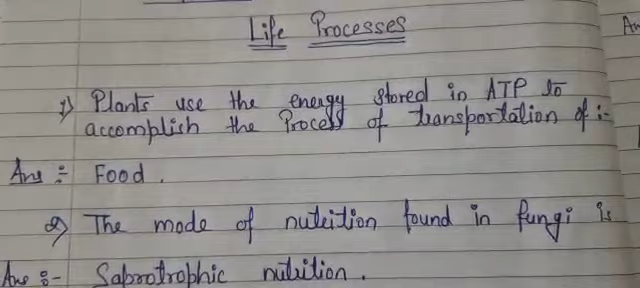 Life Processes
1) Plants use the energy stored in ATP to
accomplish the Process of transportation of :-
Ans :- Food .
2) The mode of nutrition found in fungi is
Ans :- Saprotrophic nutrition .